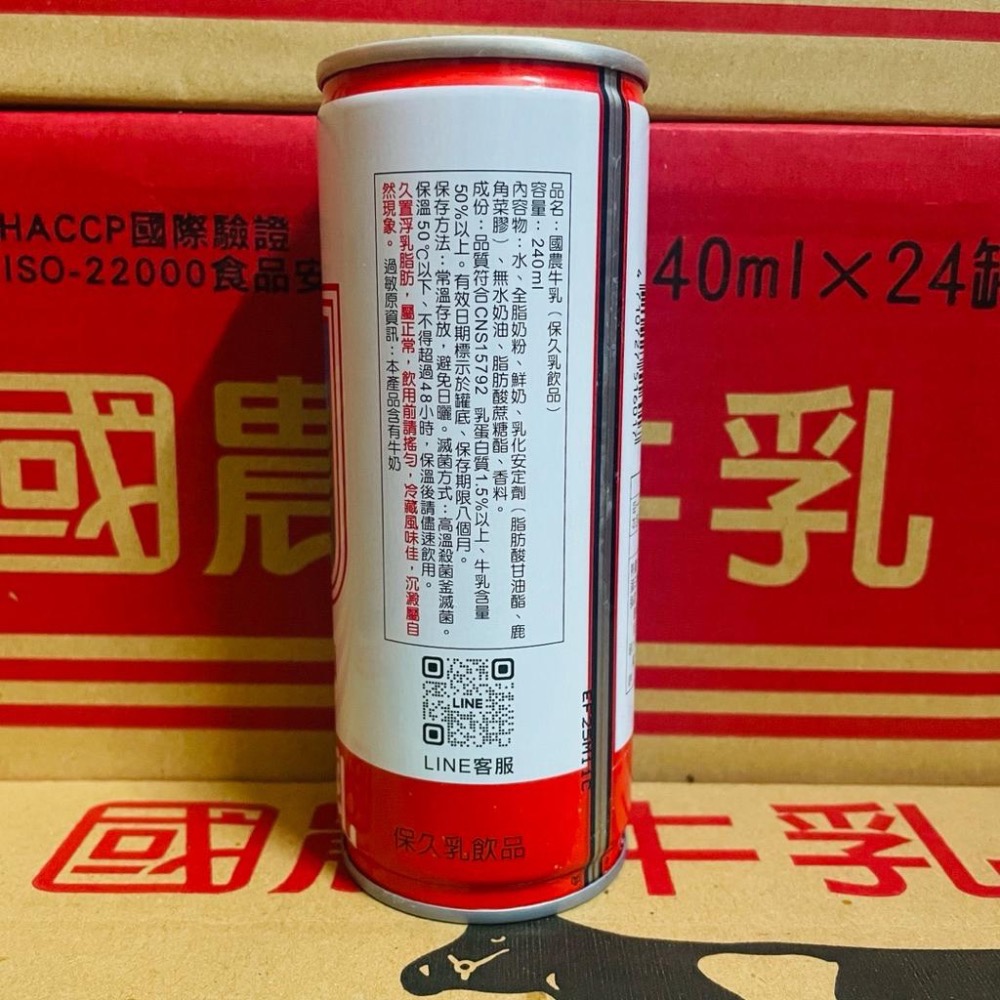 HACCP國際驗證
ISO-22000食品安
40ml×24罐
國農
牛乳
品名：國農牛乳（保久乳飲品）
容量：240ml
內容物：水、全脂奶粉、鮮奶、乳化安定劑（脂肪酸甘油酯、鹿
角菜膠）、無水奶油、脂肪酸蔗糖酯、香料。
成份：品質符合CNS15792 乳蛋白質1.5%以上、牛乳含量
50%以上。有效日期標示於罐底、保存期限八個月。
保存方法：常溫存放，避免日曬。滅菌方式：高溫殺菌釜滅菌。
保溫50℃以下、不得超過48小時，保溫後請儘速飲用。
久置浮乳脂肪，屬正常，飲用前請搖勻，冷藏風味佳，沉澱屬自
然現象。 過敏原資訊：本產品含有牛奶
LINE
LINE客服
保久乳飲品
國農牛乳